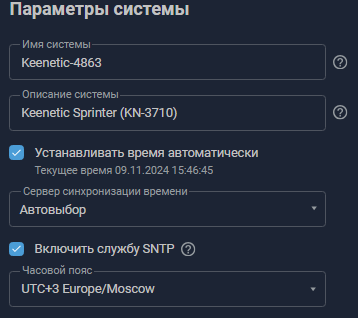 Параметры системы
Имя системы
Keenetic-4863
Описание системы
Keenetic Sprinter (KN-3710)
Устанавливать время автоматически
Текущее время 09.11.2024 15:46:45
Сервер синхронизации времени
Автовыбор
Включить службу SNTP
Часовой пояс
UTC+3 Europe/Moscow